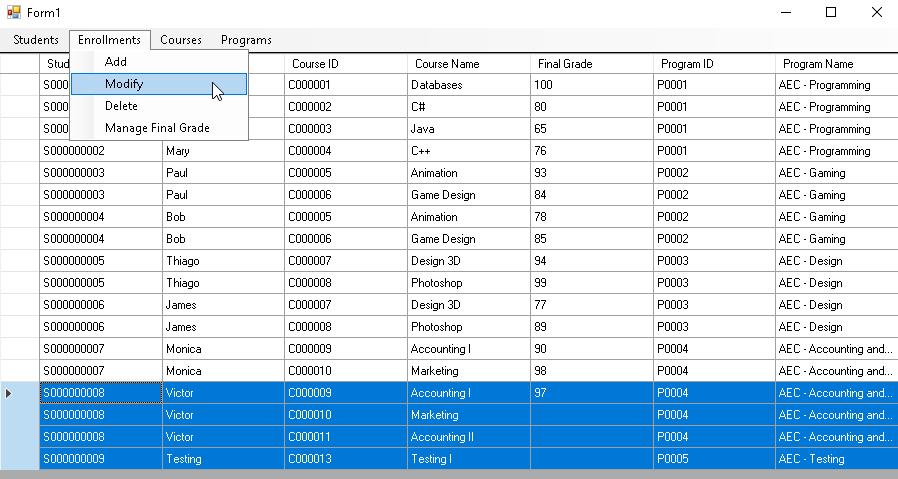 Form1
Students Enrollments Courses Programs
Add
Modify
Delete
Manage Final Grade
Stud Course ID Course Name Final Grade Program ID Program Name
S000 C000001 Databases 100 P0001 AEC - Programming
S000 C000002 C# 80 P0001 AEC - Programming
S000 C000003 Java 65 P0001 AEC - Programming
S000000002 Mary C000004 C++ 76 P0001 AEC - Programming
S000000003 Paul C000005 Animation 93 P0002 AEC - Gaming
S000000003 Paul C000006 Game Design 84 P0002 AEC - Gaming
S000000004 Bob C000005 Animation 78 P0002 AEC - Gaming
S000000004 Bob C000006 Game Design 85 P0002 AEC - Gaming
S000000005 Thiago C000007 Design 3D 94 P0003 AEC - Design
S000000005 Thiago C000008 Photoshop 99 P0003 AEC - Design
S000000006 James C000007 Design 3D 77 P0003 AEC - Design
S000000006 James C000008 Photoshop 89 P0003 AEC - Design
S000000007 Monica C000009 Accounting I 90 P0004 AEC - Accounting and...
S000000007 Monica C000010 Marketing 98 P0004 AEC - Accounting and...
S000000008 Victor C000009 Accounting I 97 P0004 AEC - Accounting and...
S000000008 Victor C000010 Marketing P0004 AEC - Accounting and...
S000000008 Victor C000011 Accounting II P0004 AEC - Accounting and...
S000000009 Testing C000013 Testing I P0005 AEC - Testing